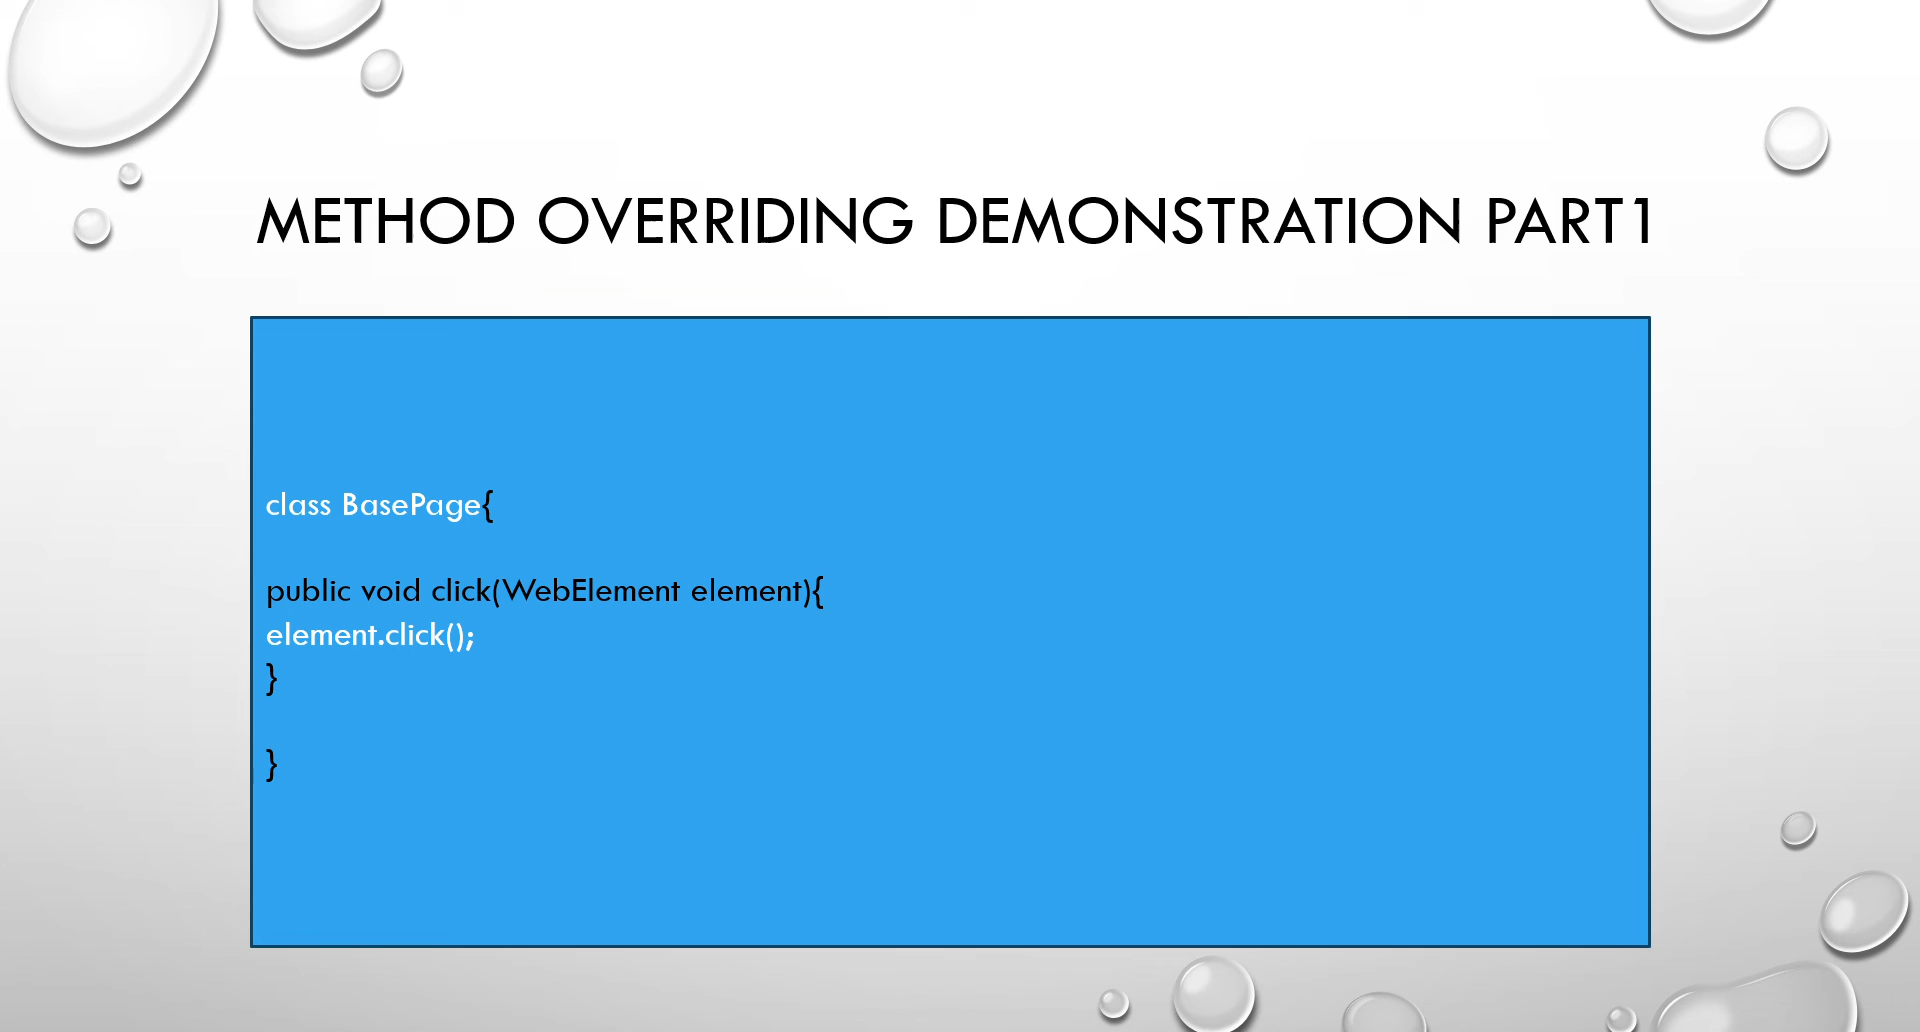 METHOD OVERRIDING DEMONSTRATION PART1
class BasePage{
public void click(WebElement element){
element.click();
}
}